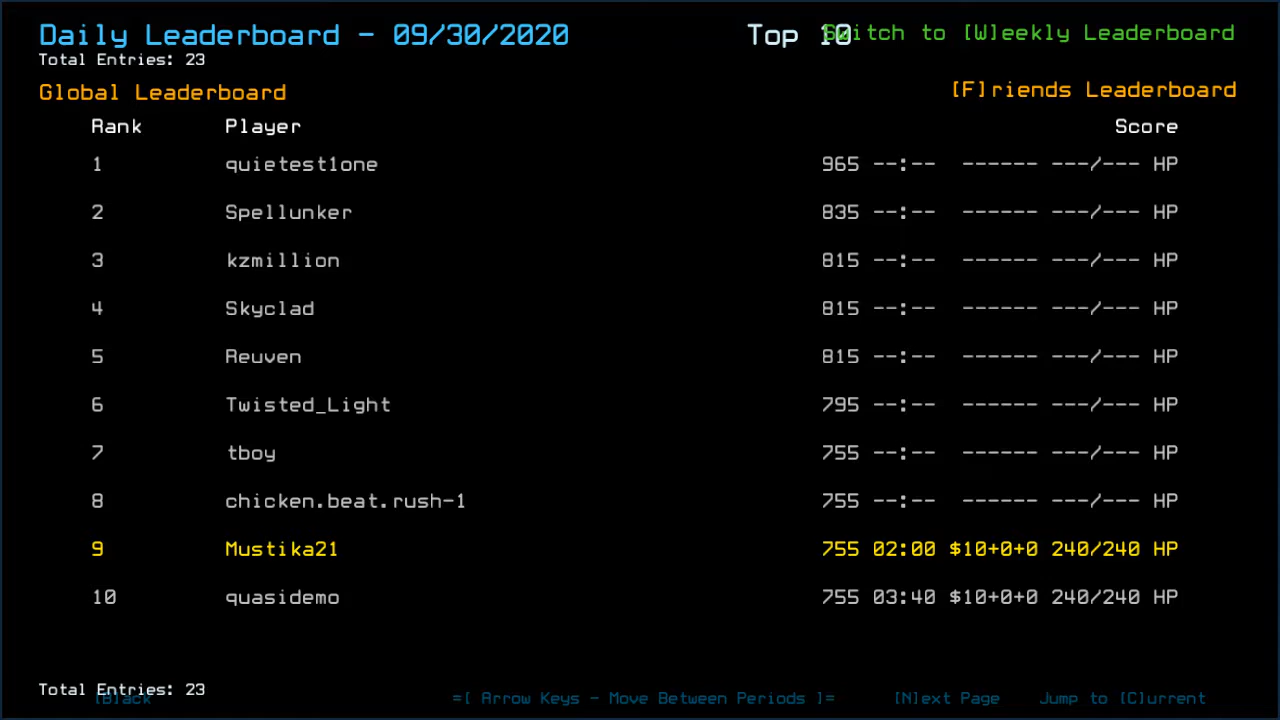 Daily Leaderboard - 09/30/2020 Top 10 Switch to [W]eekly Leaderboard
Total Entries: 23
Global Leaderboard [F]riends Leaderboard
Rank Player Score
1 quietest1one 965 --:-- ------ ---/--- HP
2 Spellunker 835 --:-- ------ ---/--- HP
3 kzmillion 815 --:-- ------ ---/--- HP
4 Skyclad 815 --:-- ------ ---/--- HP
5 Reuven 815 --:-- ------ ---/--- HP
6 Twisted_Light 795 --:-- ------ ---/--- HP
7 tboy 755 --:-- ------ ---/--- HP
8 chicken.beat.rush-1 755 --:-- ------ ---/--- HP
9 Mustika21 755 02:00 $10+0+0 240/240 HP
10 quasidemo 755 03:40 $10+0+0 240/240 HP
Total Entries: 23
[B]ack =[ Arrow Keys - Move Between Periods ]= [N]ext Page Jump to [C]urrent